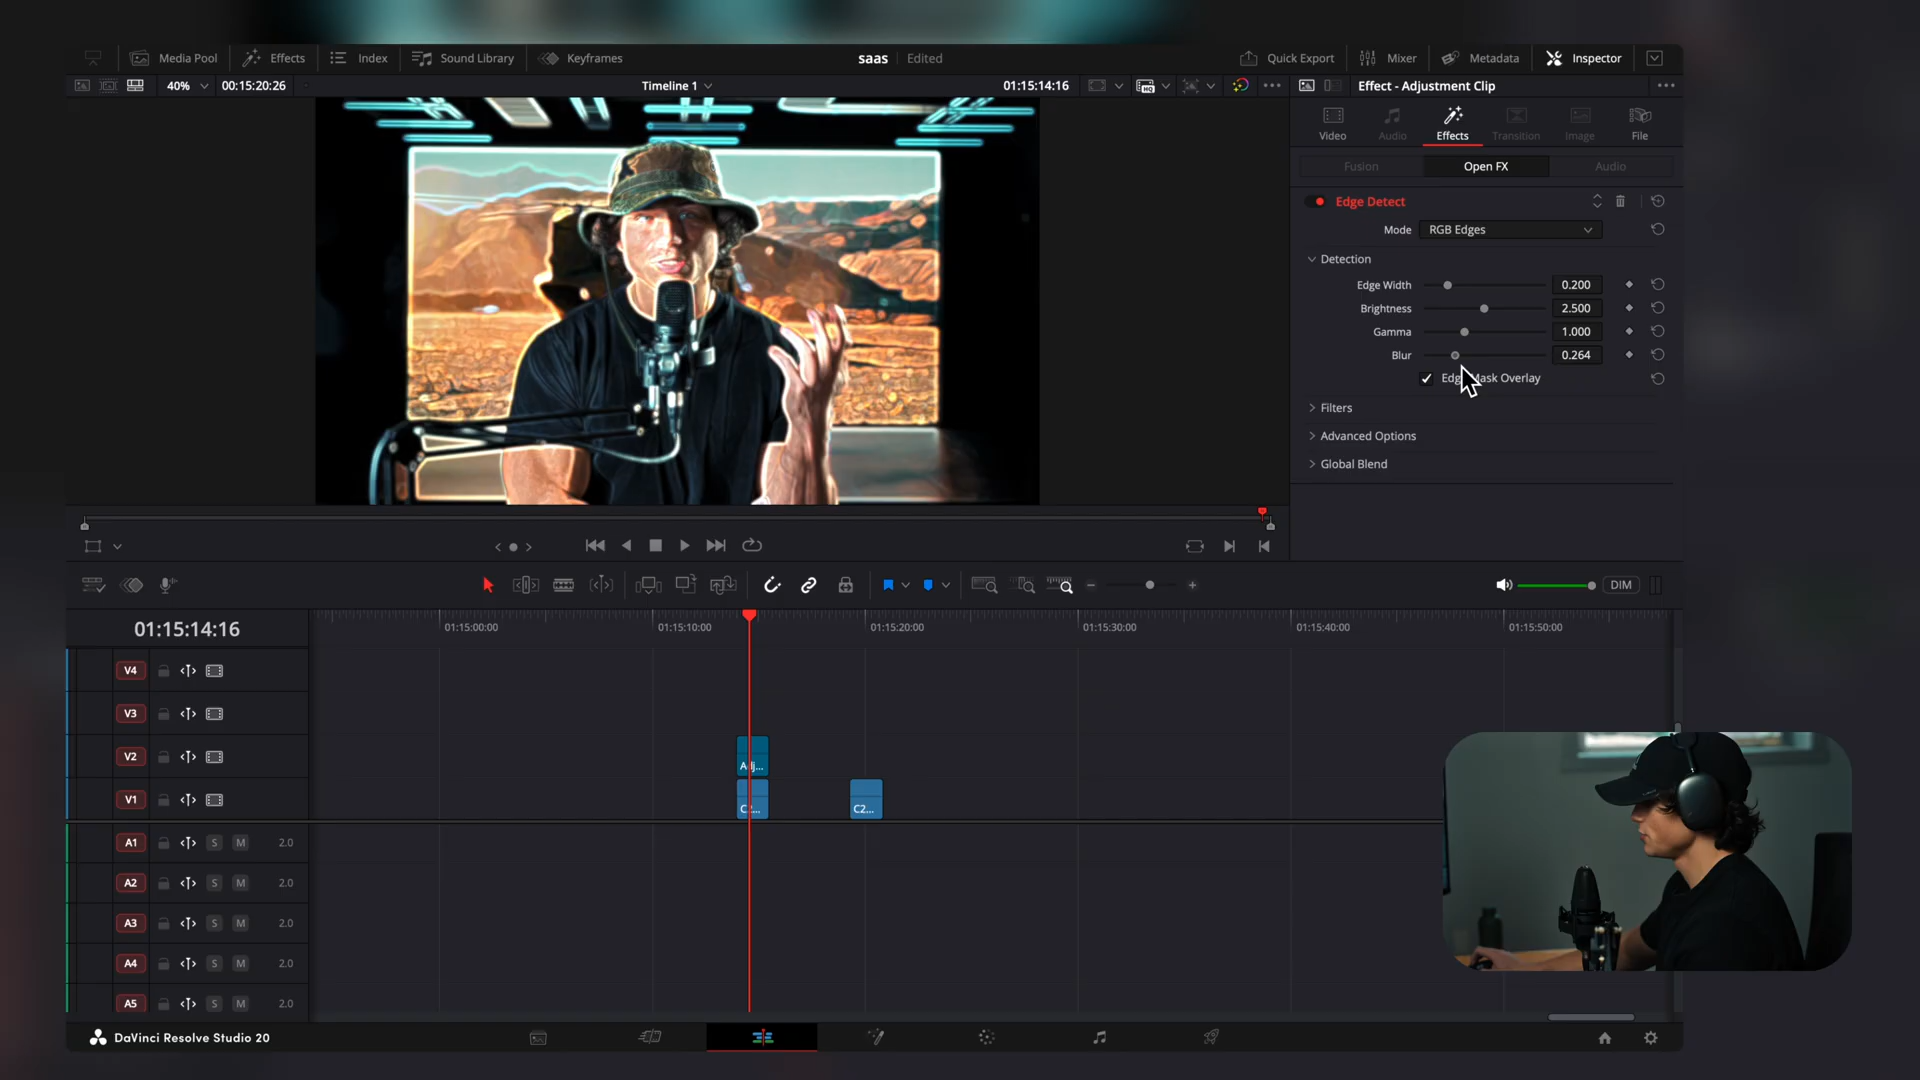 Media Pool Effects Index Sound Library Keyframes saas Edited Quick Export Mixer Metadata Inspector
40% 00:15:20:26 Timeline 1 01:15:14:16 HQ Effect - Adjustment Clip
Video Audio Effects Transition Image File
Fusion Open FX Audio
Edge Detect
Mode RGB Edges
Detection
Edge Width 0.200
Brightness 2.500
Gamma 1.000
Blur 0.264
Mask Overlay
Filters
Advanced Options
Global Blend
DIM
01:15:14:16 01:15:00:00 01:15:10:00 01:15:20:00 01:15:30:00 01:15:40:00 01:15:50:00
V4
V3
V2 Adj...
V1 C2... C2...
A1 S M 2.0
A2 S M 2.0
A3 S M 2.0
A4 S M 2.0
A5 S M 2.0
DaVinci Resolve Studio 20